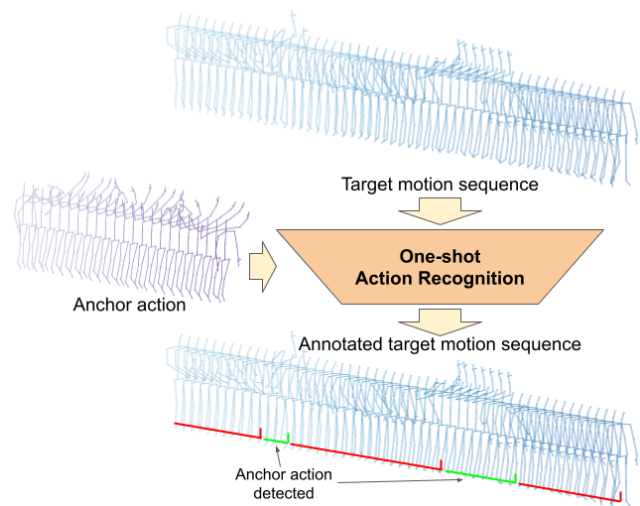 Target motion sequence
One-shot
Action Recognition
Anchor action
Annotated target motion sequence
Anchor action
detected